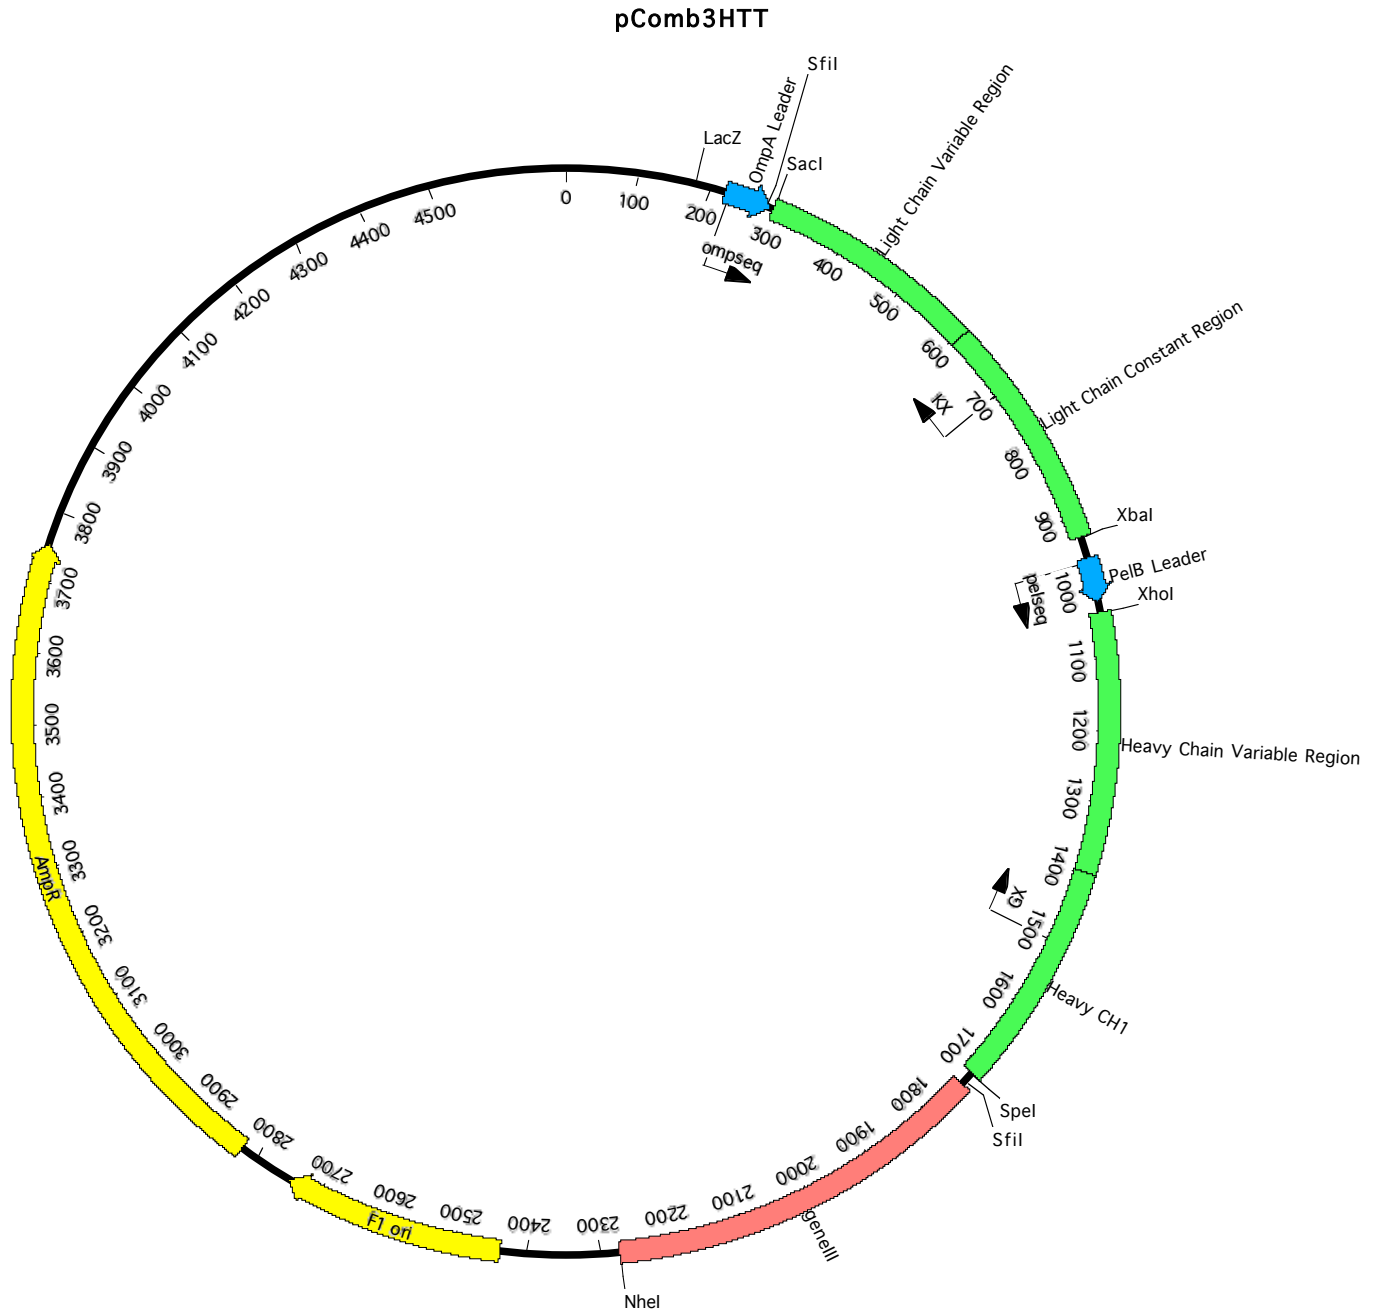 pComb3HTT
SfiI
OmpA Leader
LacZ
SacI
Light Chain Variable Region
Light Constant Region
XbaI
PelB Leader
XhoI
Heavy Chain Variable Region
Heavy CH1
SpeI
SfiI
geneIII
NheI
F1 ori
AmpR
ompseq
KX
pelseq
XG
0
100
200
300
400
500
600
700
800
900
1000
1100
1200
1300
1400
1500
1600
1700
1800
1900
2000
2100
2200
2300
2400
2500
2600
2700
2800
2900
3000
3100
3200
3300
3400
3500
3600
3700
3800
3900
4000
4100
4200
4300
4400
4500